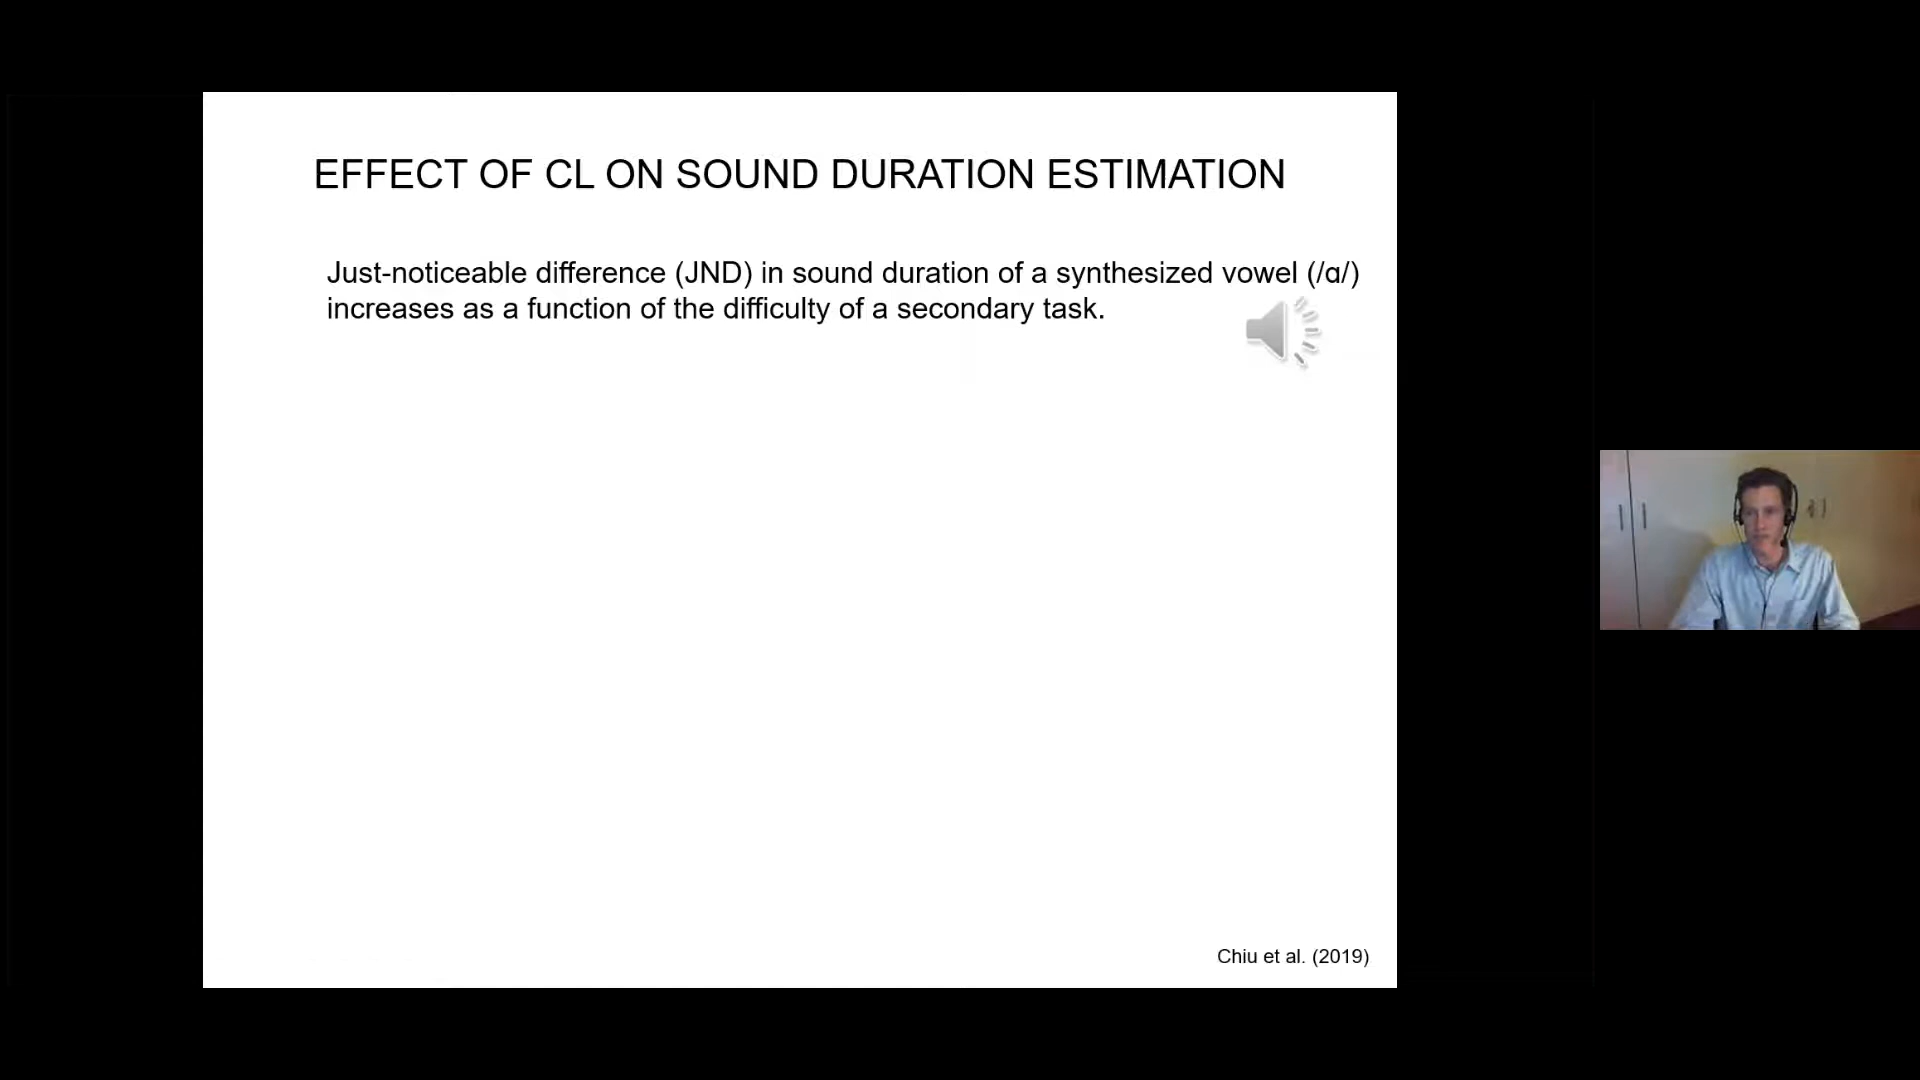 EFFECT OF CL ON SOUND DURATION ESTIMATION
Just-noticeable difference (JND) in sound duration of a synthesized vowel (/ɑ/)
increases as a function of the difficulty of a secondary task.
Chiu et al. (2019)